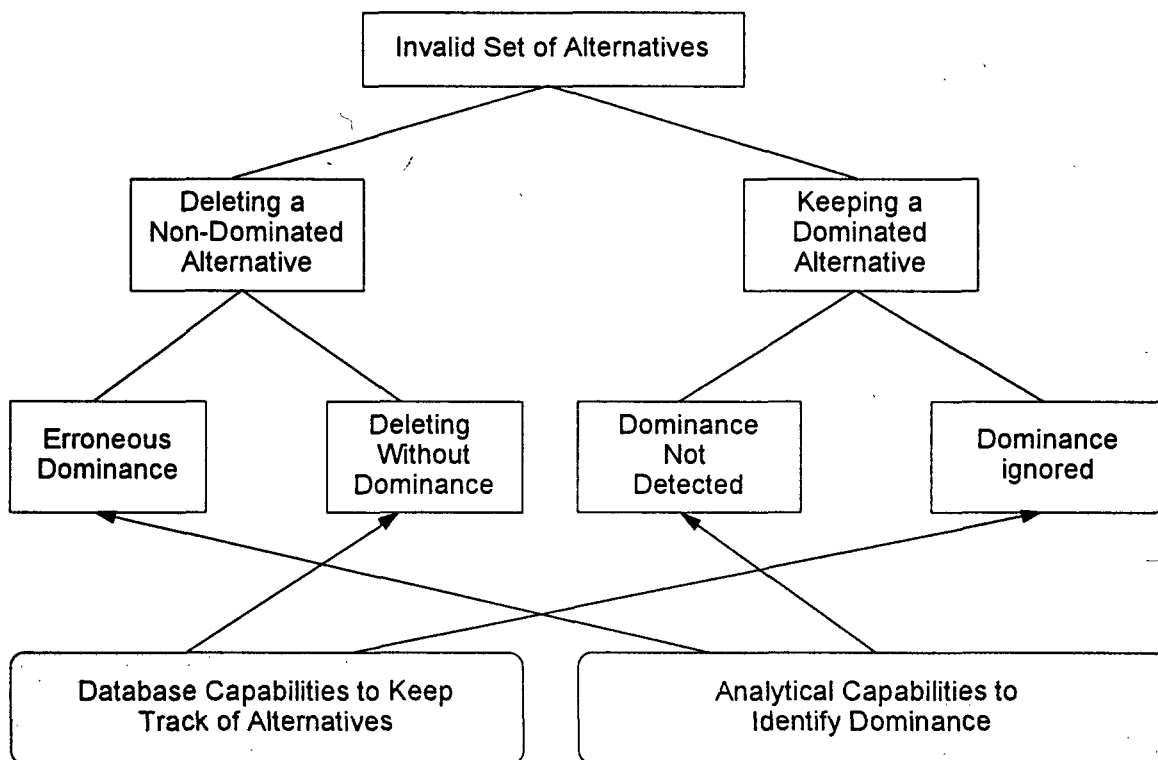 Invalid Set of Alternatives
Deleting a
Non-Dominated
Alternative
Keeping a
Dominated
Alternative
Erroneous
Dominance
Deleting
Without
Dominance
Dominance
Not
Detected
Dominance
ignored
Database Capabilities to Keep
Track of Alternatives
Analytical Capabilities to
Identify Dominance